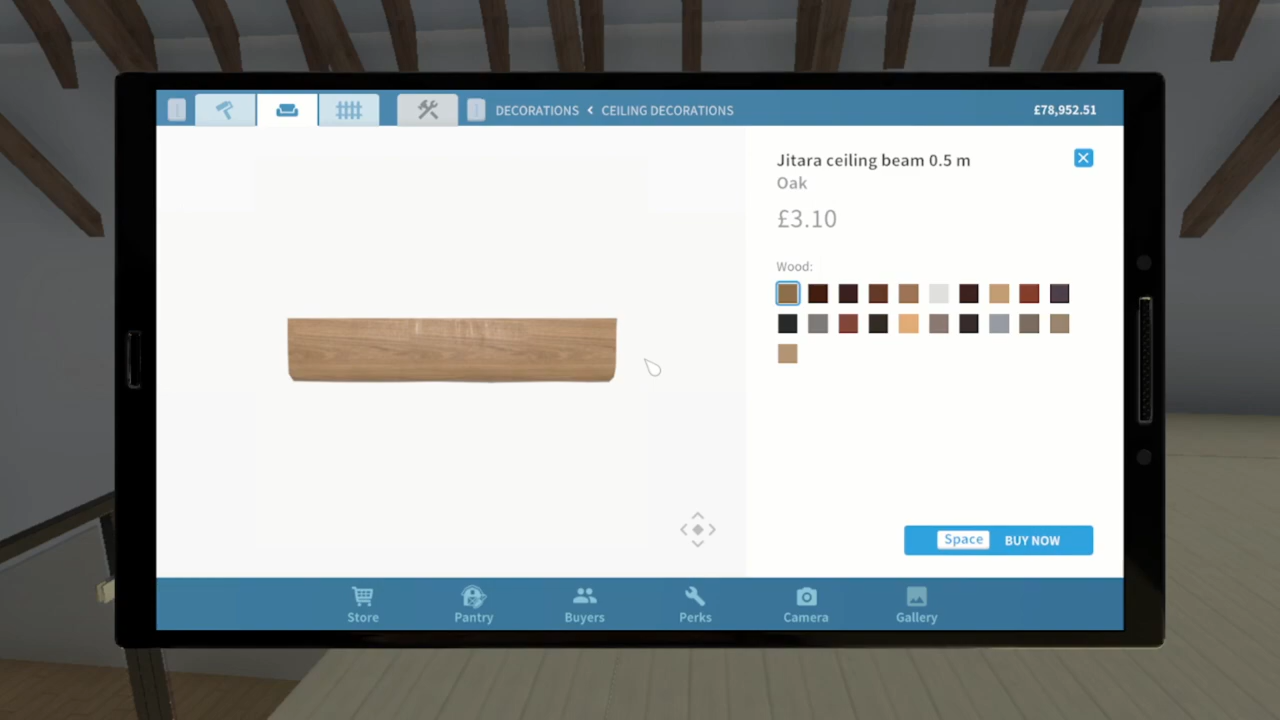 DECORATIONS < CEILING DECORATIONS
£78,952.51
Jitara ceiling beam 0.5 m
Oak
£3.10
Wood:
Space BUY NOW
Store
Pantry
Buyers
Perks
Camera
Gallery